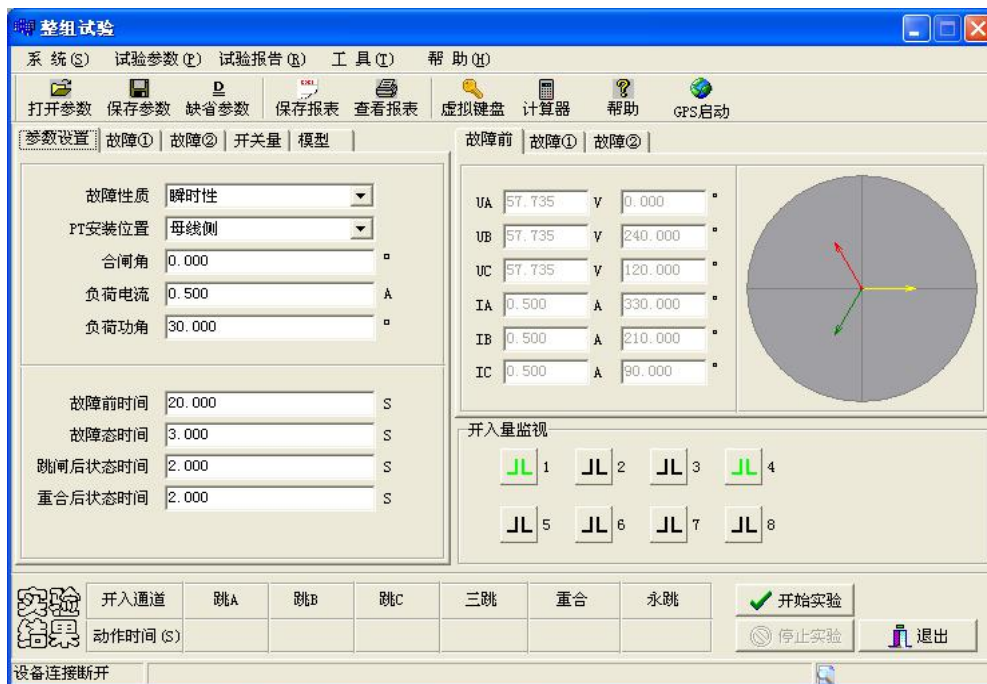 整组试验
系 统(S) 试验参数(P) 试验报告(R) 工 具(T) 帮 助(H)
打开参数 保存参数 缺省参数 保存报表 查看报表 虚拟键盘 计算器 帮助 GPS启动
参数设置 故障① 故障② 开关量 模型
故障性质 瞬时性
PT安装位置 母线侧
合闸角 0.000 °
负荷电流 0.500 A
负荷功角 30.000 °
故障前时间 20.000 S
故障态时间 3.000 S
跳闸后状态时间 2.000 S
重合后状态时间 2.000 S
故障前 故障① 故障②
UA 57.735 V 0.000 °
UB 57.735 V 240.000 °
UC 57.735 V 120.000 °
IA 0.500 A 330.000 °
IB 0.500 A 210.000 °
IC 0.500 A 90.000 °
开入量监视
1 2 3 4
5 6 7 8
实验结果
开入通道 跳A 跳B 跳C 三跳 重合 永跳
动作时间(S)
开始实验
停止实验 退出
设备连接断开